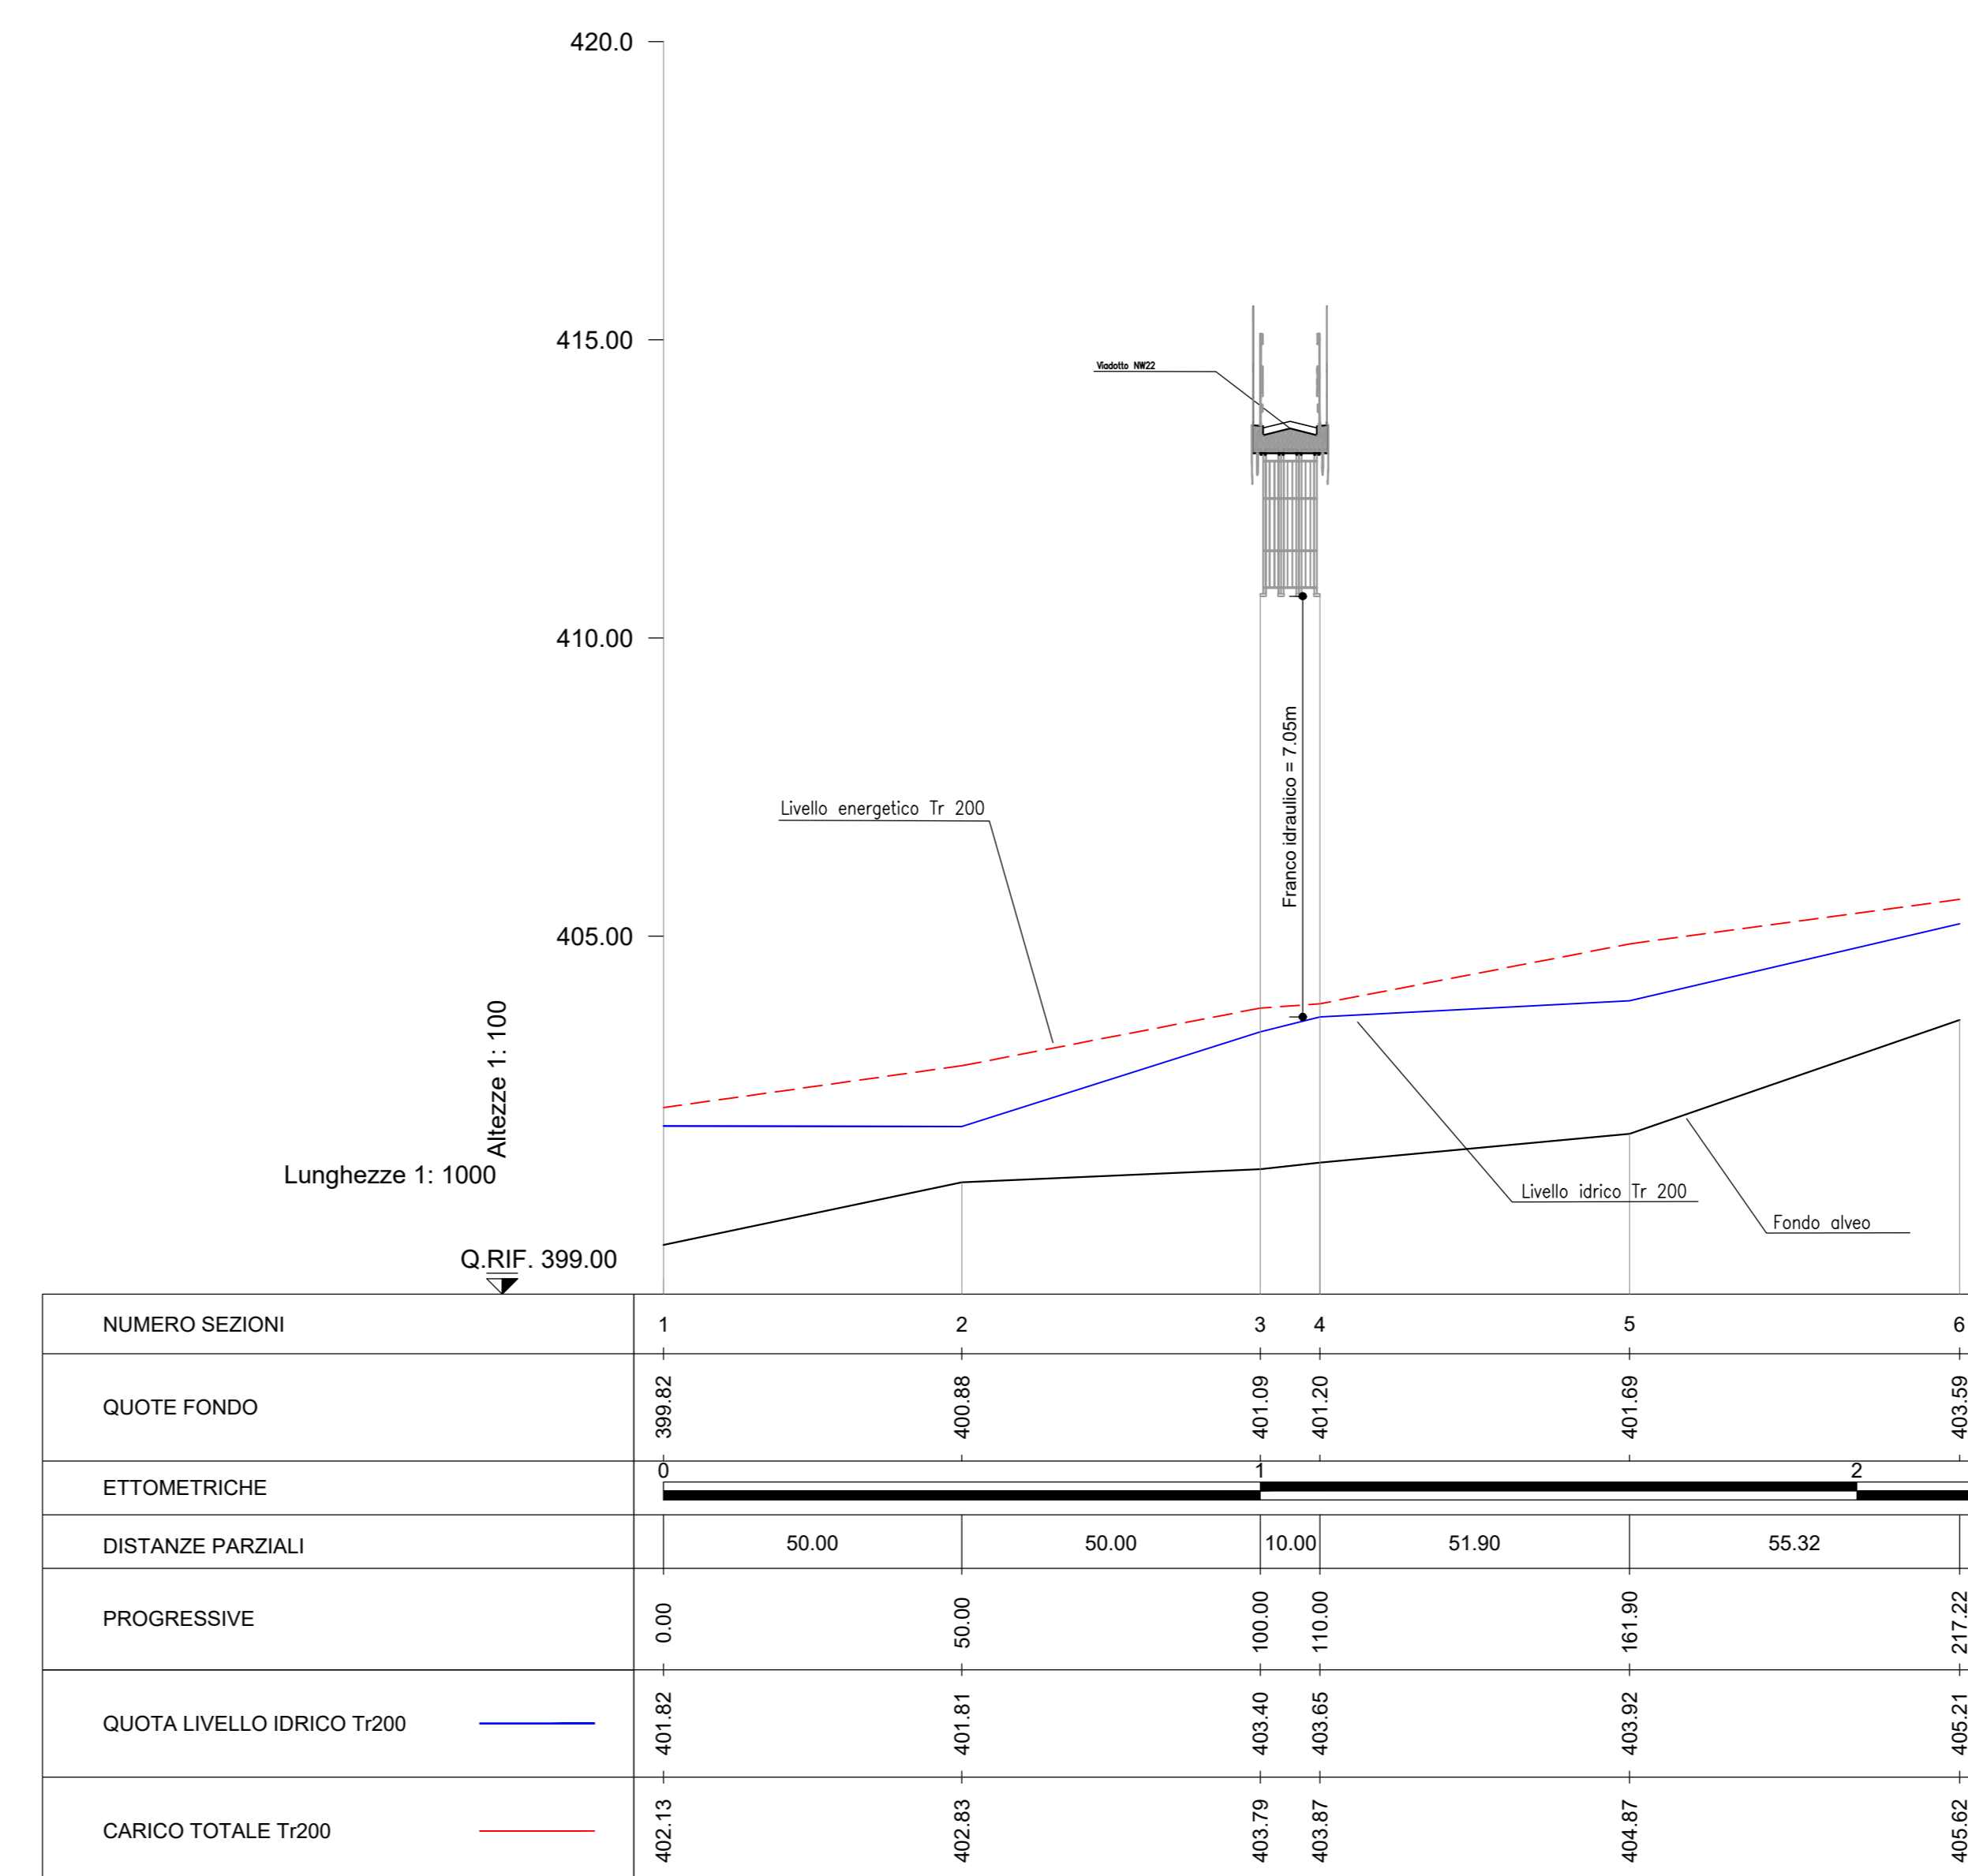 420.0
415.00
Viadotto NW22
410.00
Franco idraulico = 7.05m
Livello energetico Tr 200
405.00
Altezze 1: 100
Lunghezze 1: 1000
Livello idrico Tr 200
Fondo alveo
Q.RIF. 399.00
NUMERO SEZIONI 1 2 3 4 5 6
QUOTE FONDO 399.82 400.88 401.09 401.20 401.69 403.59
ETTOMETRICHE 0 1 2
DISTANZE PARZIALI 50.00 50.00 10.00 51.90 55.32
PROGRESSIVE 0.00 50.00 100.00 110.00 161.90 217.22
QUOTA LIVELLO IDRICO Tr200 401.82 401.81 403.40 403.65 403.92 405.21
CARICO TOTALE Tr200 402.13 402.83 403.79 403.87 404.87 405.62